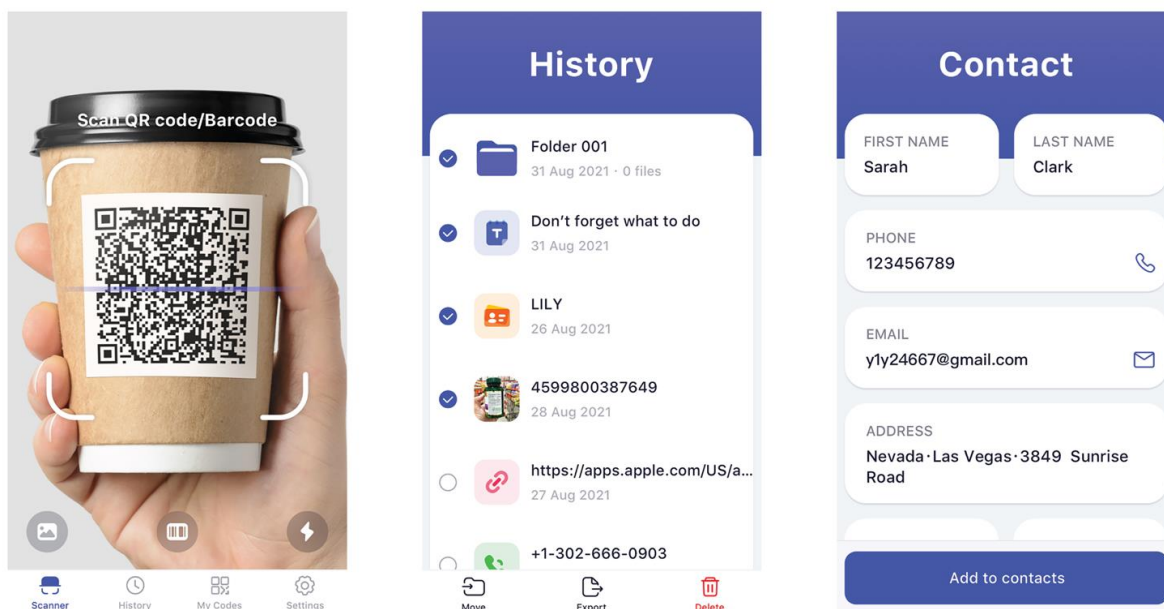 Scan QR code/Barcode
Scanner
History
My Codes
Settings
History
Folder 001
31 Aug 2021 · 0 files
T
Don’t forget what to do
31 Aug 2021
LILY
26 Aug 2021
4599800387649
28 Aug 2021
https://apps.apple.com/US/a...
27 Aug 2021
+1-302-666-0903
Move
Export
Delete
Contact
FIRST NAME
Sarah
LAST NAME
Clark
PHONE
123456789
EMAIL
y1y24667@gmail.com
ADDRESS
Nevada·Las Vegas·3849 Sunrise
Road
Add to contacts